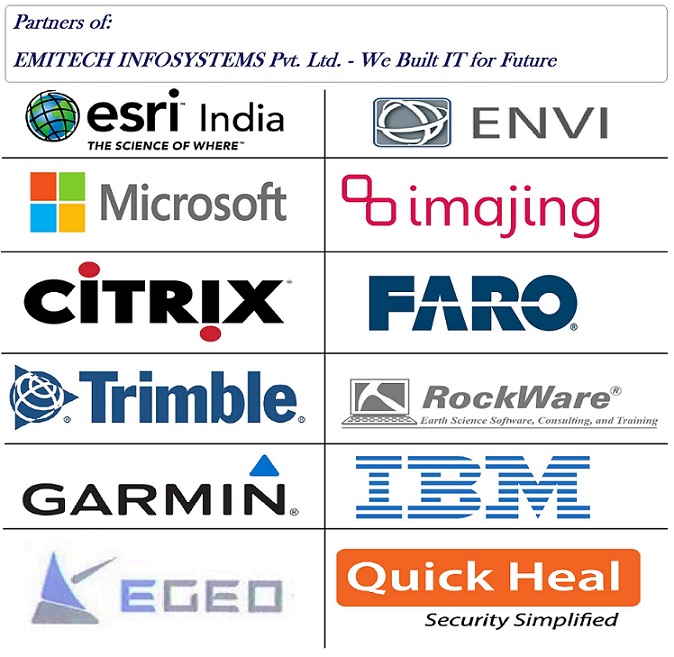 Partners of:
EMITECH INFOSYSTEMS Pvt. Ltd. - We Built IT for Future
esri™ India
THE SCIENCE OF WHERE™
ENVI
Microsoft
imajing
CiTRIX®
FARO®
Trimble®
RockWare®
Earth Science Software, Consulting, and Training
GARMIN®
IBM
EGEO
Quick Heal
Security Simplified